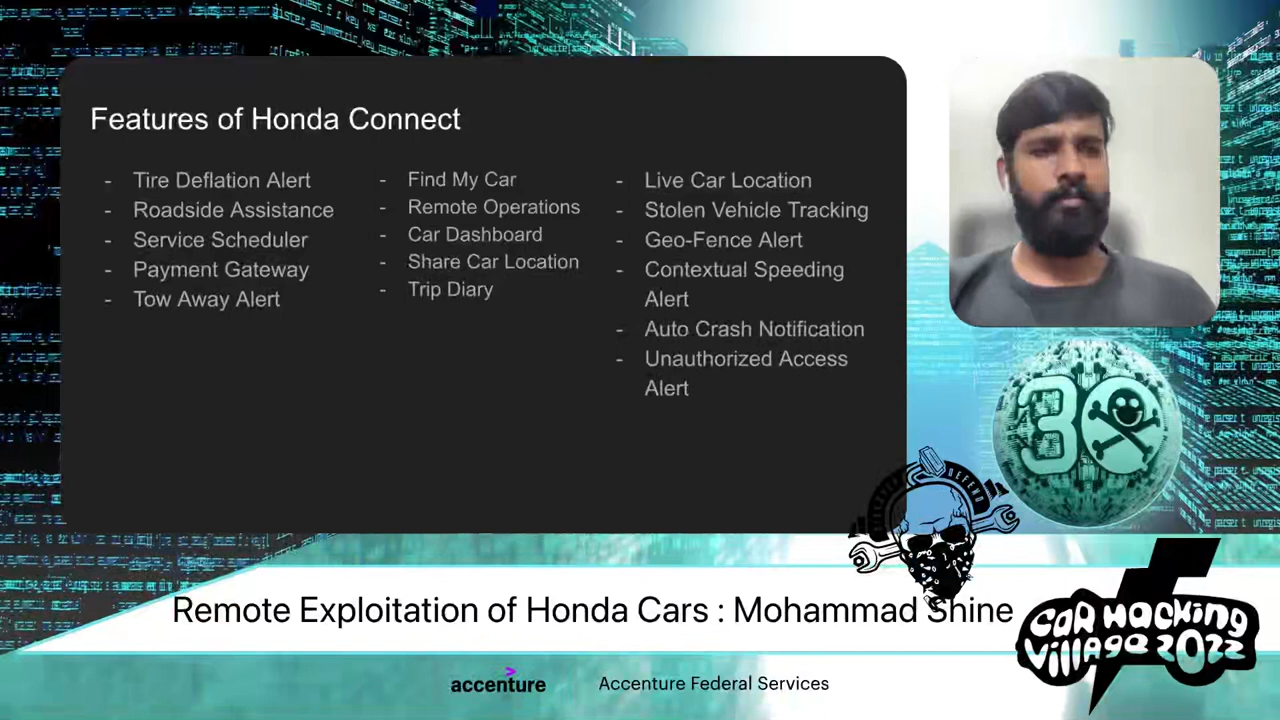 Features of Honda Connect
- Tire Deflation Alert
- Roadside Assistance
- Service Scheduler
- Payment Gateway
- Tow Away Alert
- Find My Car
- Remote Operations
- Car Dashboard
- Share Car Location
- Trip Diary
- Live Car Location
- Stolen Vehicle Tracking
- Geo-Fence Alert
- Contextual Speeding
Alert
- Auto Crash Notification
- Unauthorized Access
Alert
30
DEFEND
Remote Exploitation of Honda Cars : Mohammad Shine
CAR HACKING
VILLAGE 2022
accenture
Accenture Federal Services